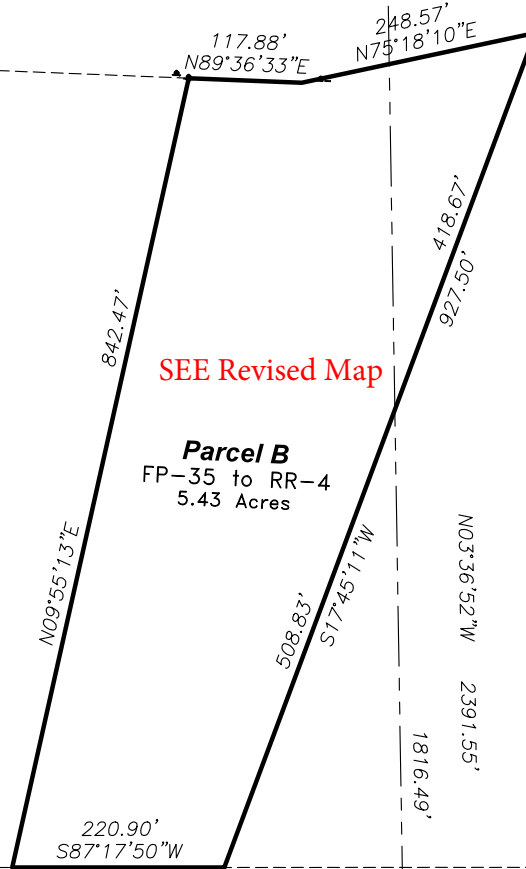 248.57'
N75°18'10"E
117.88'
N89°36'33"E
418.67'
927.50'
842.47'
SEE Revised Map
Parcel B
FP-35 to RR-4
5.43 Acres
N09°55'13"E
S17°45'11"W
508.83'
N03°36'52"W 2391.55'
1816.49'
220.90'
S87°17'50"W